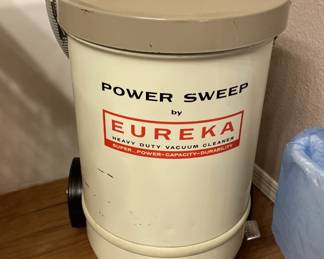 POWER SWEEP
by
EUREKA
HEAVY DUTY VACUUM CLEANER
SUPER...POWER-CAPACITY-DURABILITY